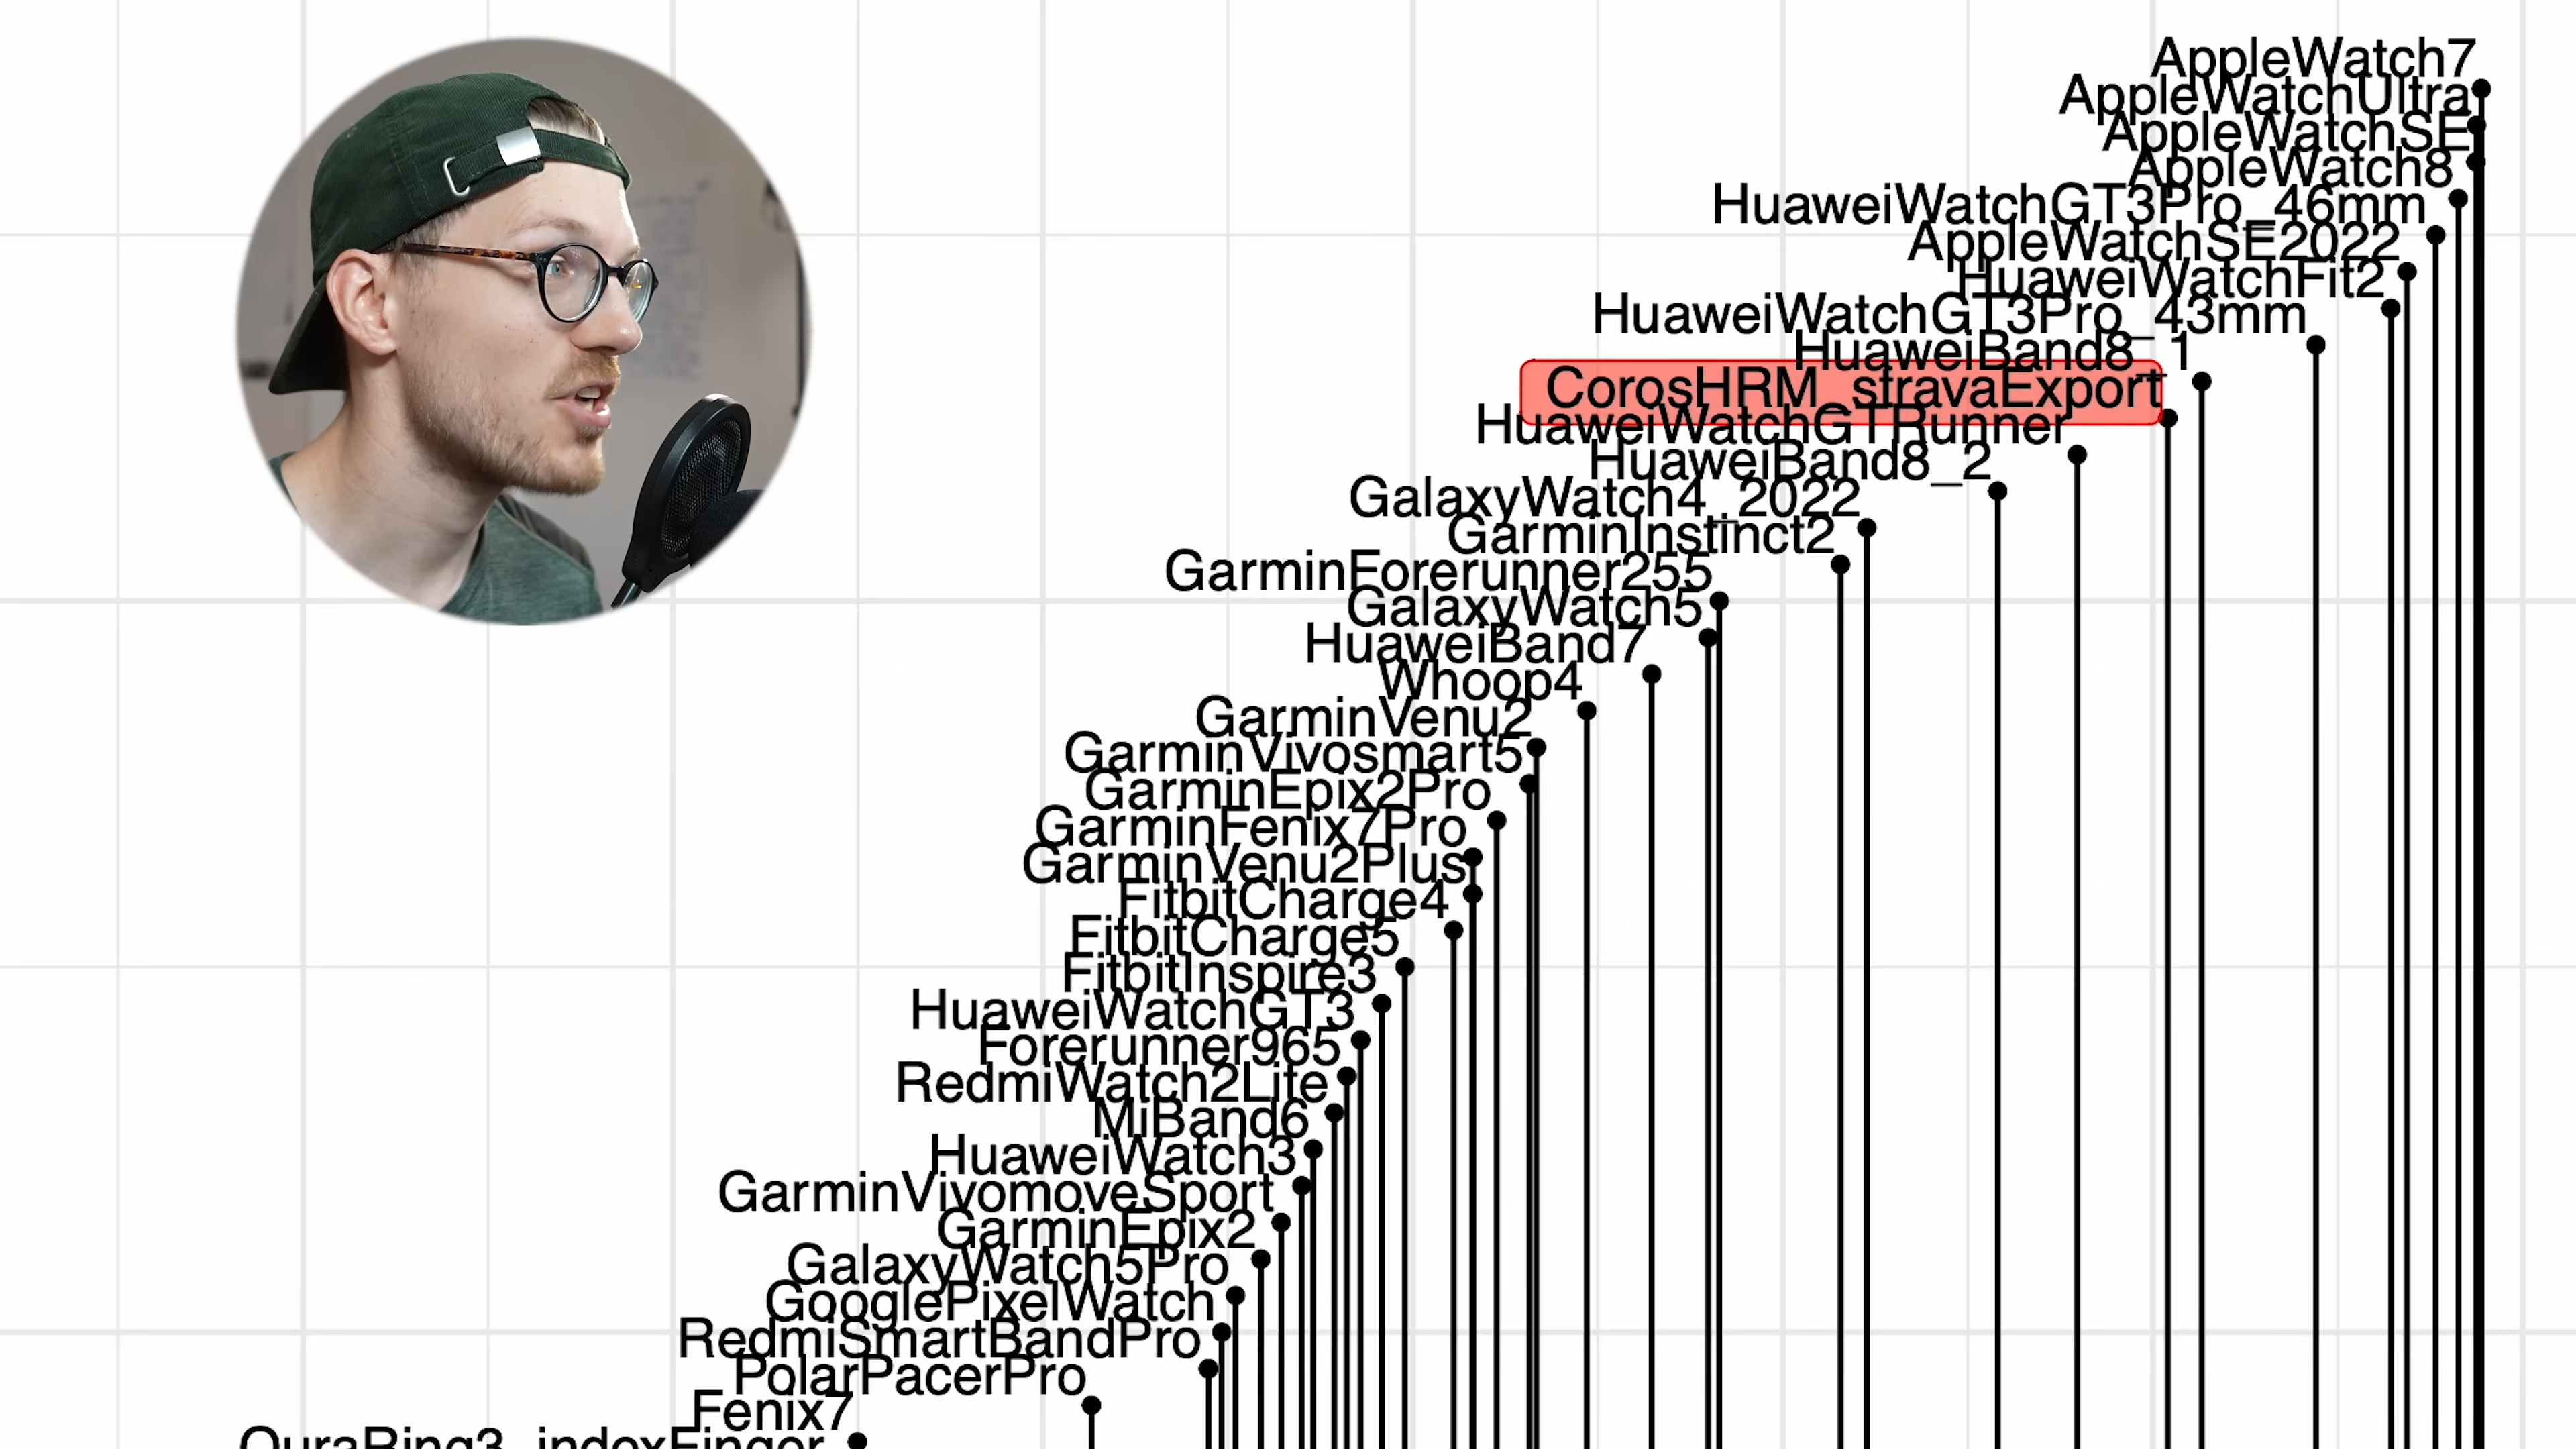 AppleWatch7
AppleWatchUltra
AppleWatchSE
AppleWatch8
HuaweiWatchGT3Pro_46mm
AppleWatchSE2022
HuaweiWatchFit2
HuaweiWatchGT3Pro_43mm
HuaweiBand8_1
CorosHRM_stravaExport
HuaweiWatchGTRunner
HuaweiBand8_2
GalaxyWatch4_2022
GarminInstinct2
GarminForerunner255
GalaxyWatch5
HuaweiBand7
Whoop4
GarminVenu2
GarminVivosmart5
GarminEpix2Pro
GarminFenix7Pro
GarminVenu2Plus
FitbitCharge4
FitbitCharge5
FitbitInspire3
HuaweiWatchGT3
Forerunner965
RedmiWatch2Lite
MiBand6
HuaweiWatch3
GarminVivomoveSport
GarminEpix2
GalaxyWatch5Pro
GooglePixelWatch
RedmiSmartBandPro
PolarPacerPro
Fenix7
OuraRing3_indexFinger